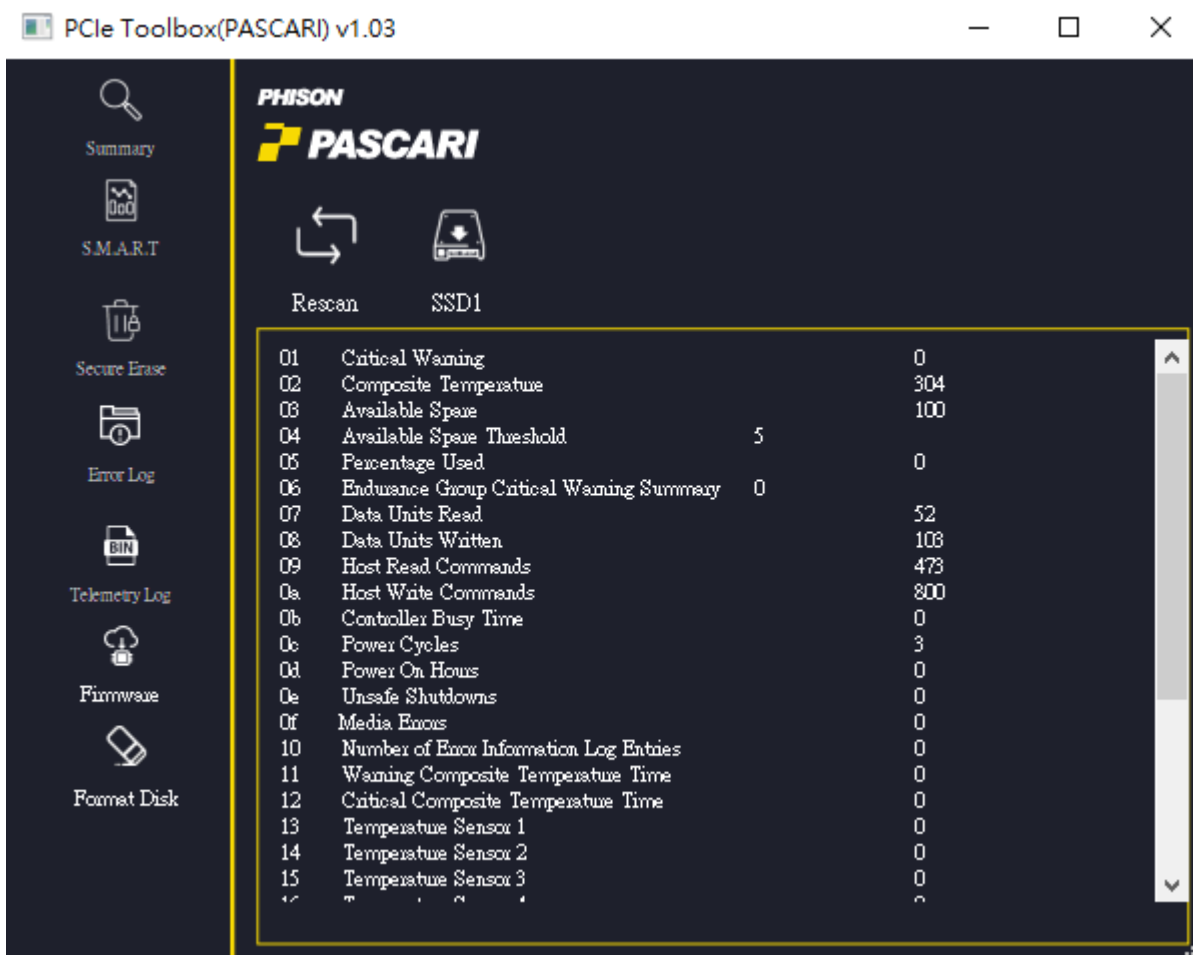 PCIe Toolbox(PASCARI) v1.03
PHISON
PASCARI
Summary
S.M.A.R.T
Secure Erase
Error Log
BIN
Telemetry Log
Firmware
Format Disk
Rescan SSD1
01 Critical Warning 0
02 Composite Temperature 304
03 Available Spare 100
04 Available Spare Threshold 5
05 Percentage Used 0
06 Endurance Group Critical Warning Summary 0
07 Data Units Read 52
08 Data Units Written 103
09 Host Read Commands 473
0a Host Write Commands 800
0b Controller Busy Time 0
0c Power Cycles 3
0d Power On Hours 0
0e Unsafe Shutdowns 0
0f Media Errors 0
10 Number of Error Information Log Entries 0
11 Warning Composite Temperature Time 0
12 Critical Composite Temperature Time 0
13 Temperature Sensor 1 0
14 Temperature Sensor 2 0
15 Temperature Sensor 3 0